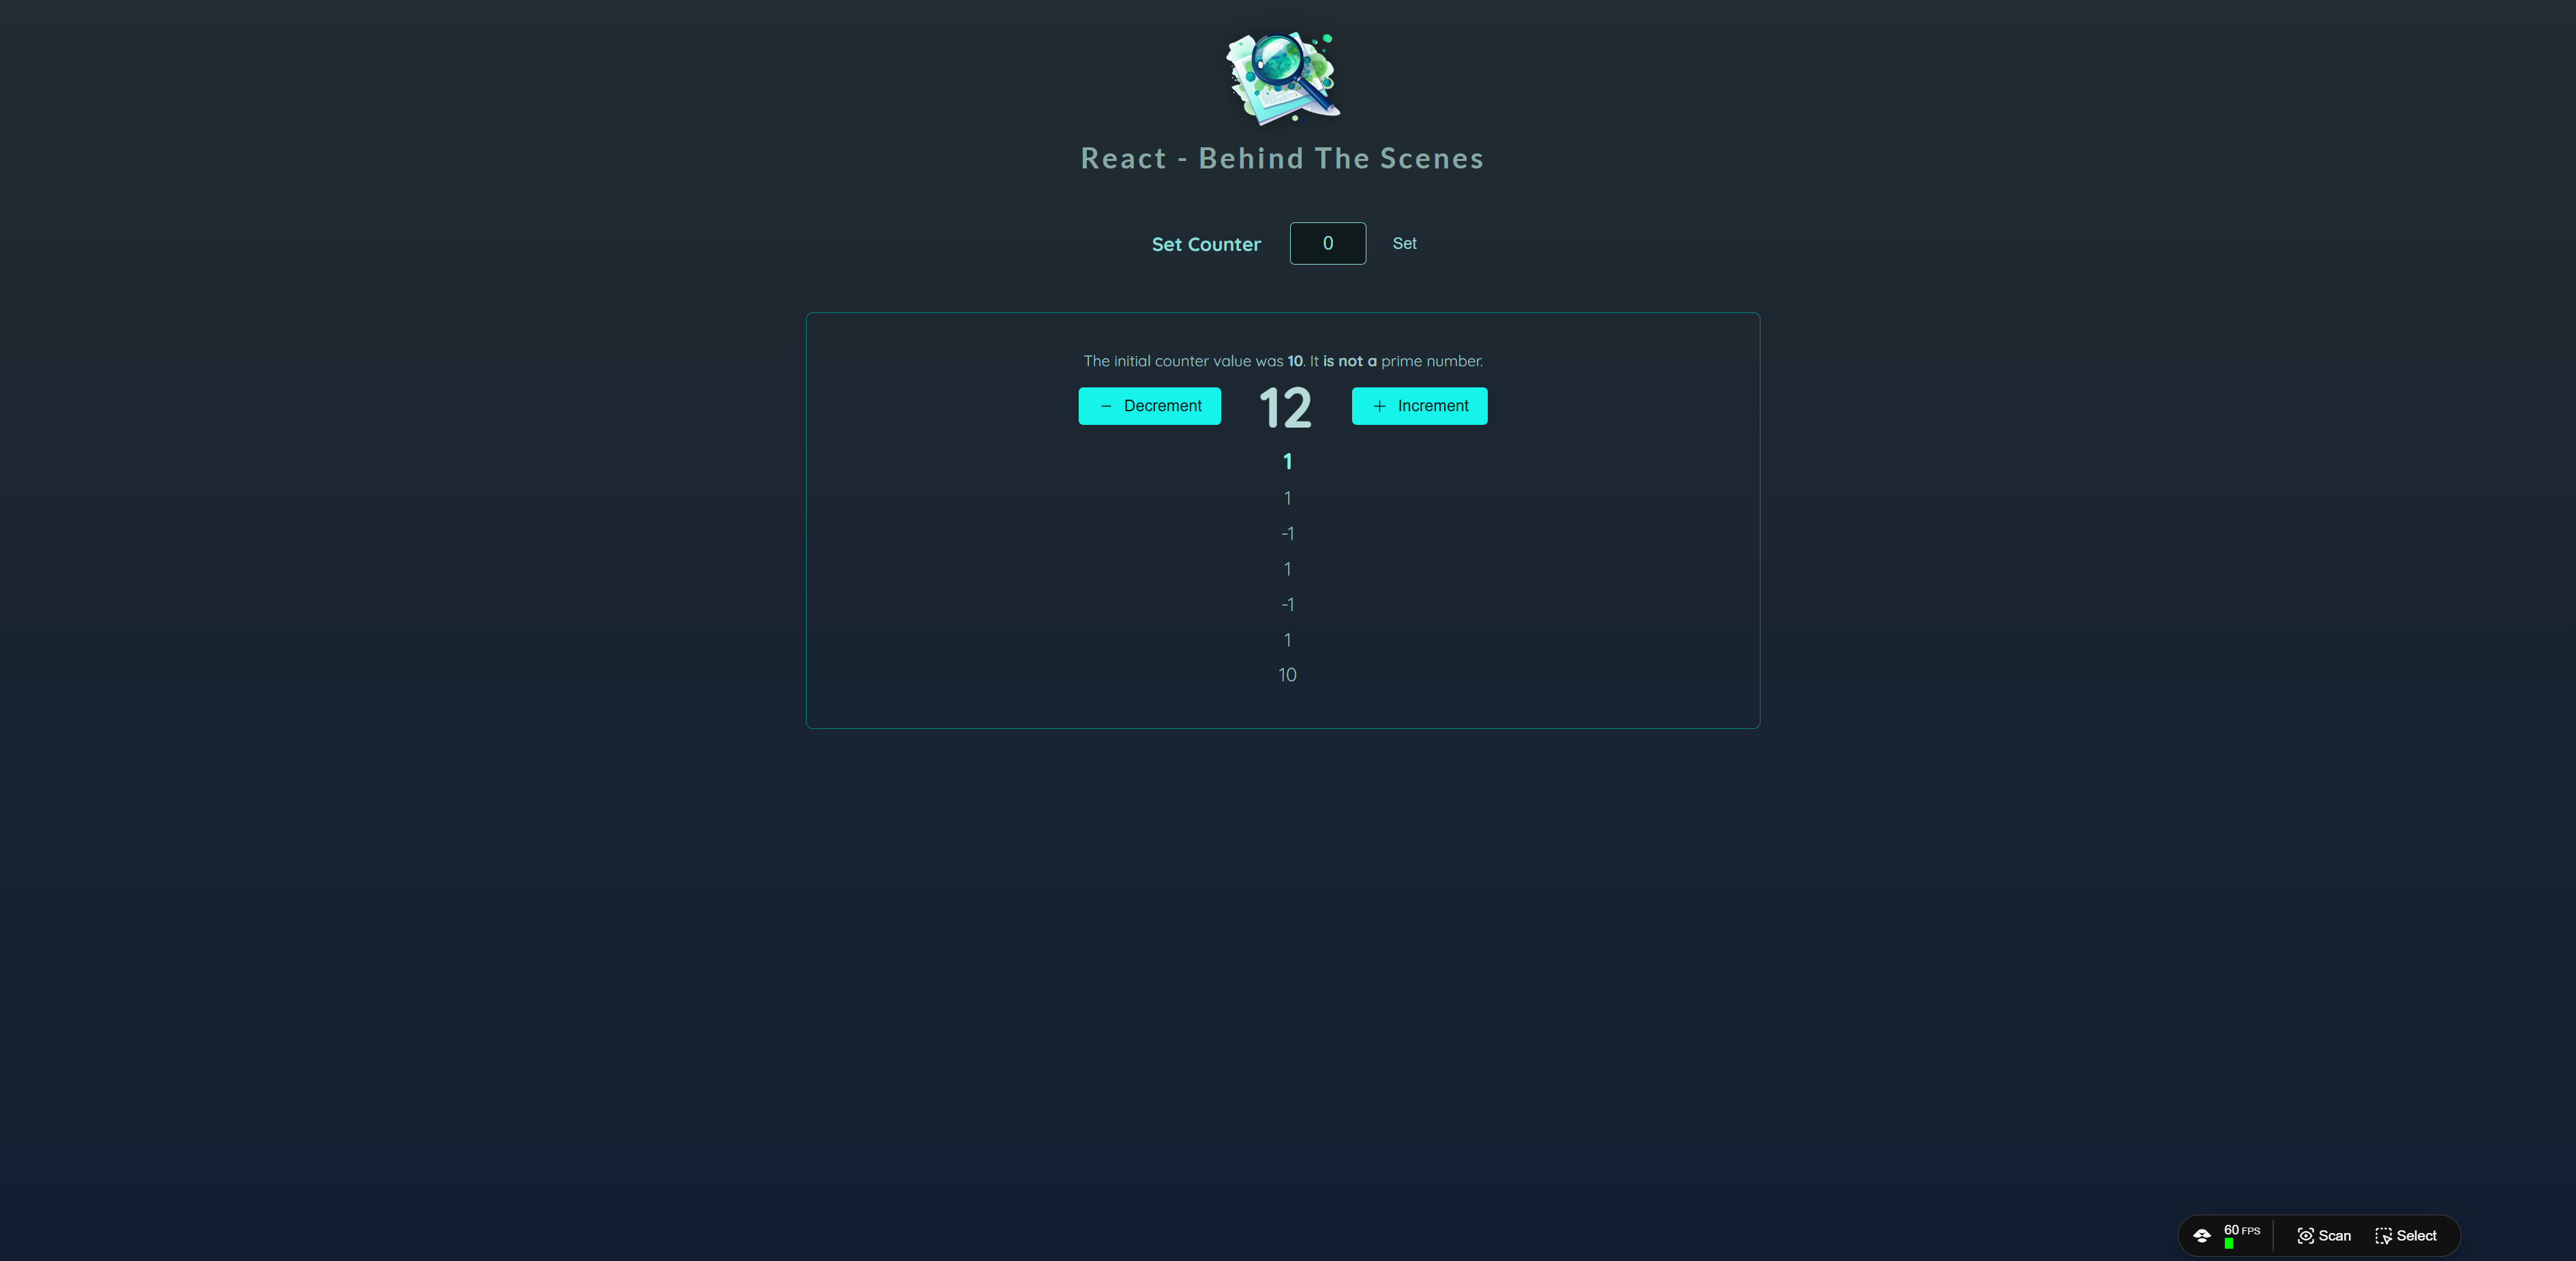 React - Behind The Scenes
Set Counter 0 Set
The initial counter value was 10. It is not a prime number.
− Decrement 12 + Increment
1
1
-1
1
-1
1
10
60 FPS Scan Select